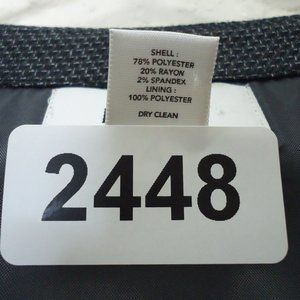 SHELL :
78% POLYESTER
20% RAYON
2% SPANDEX
LINING :
100% POLYESTER
DRY CLEAN
2448